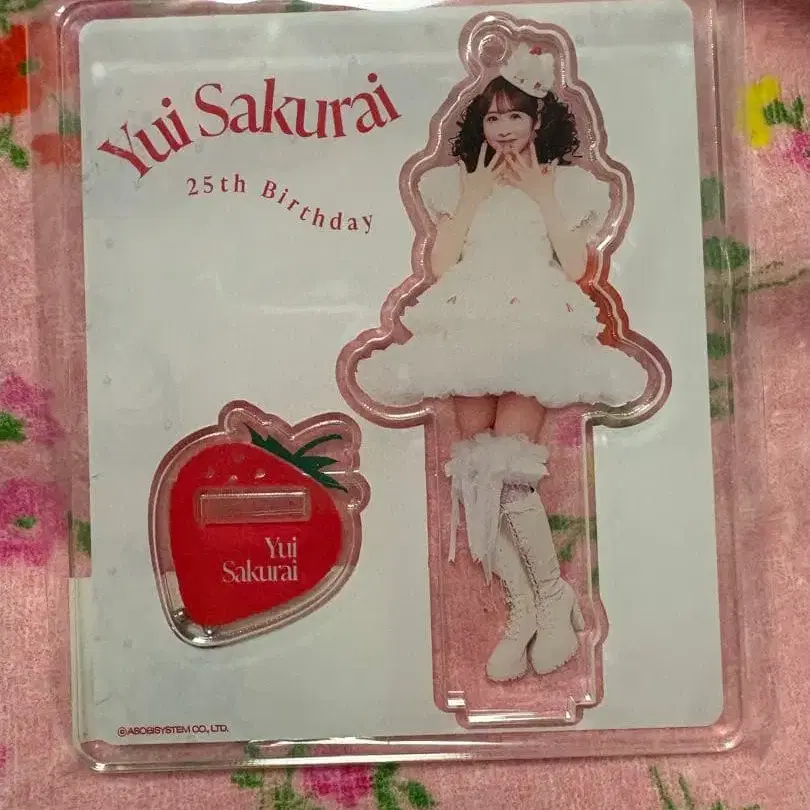 Yui Sakurai
25th Birthday
Yui
Sakurai
©ASOBISYSTEM CO., LTD.